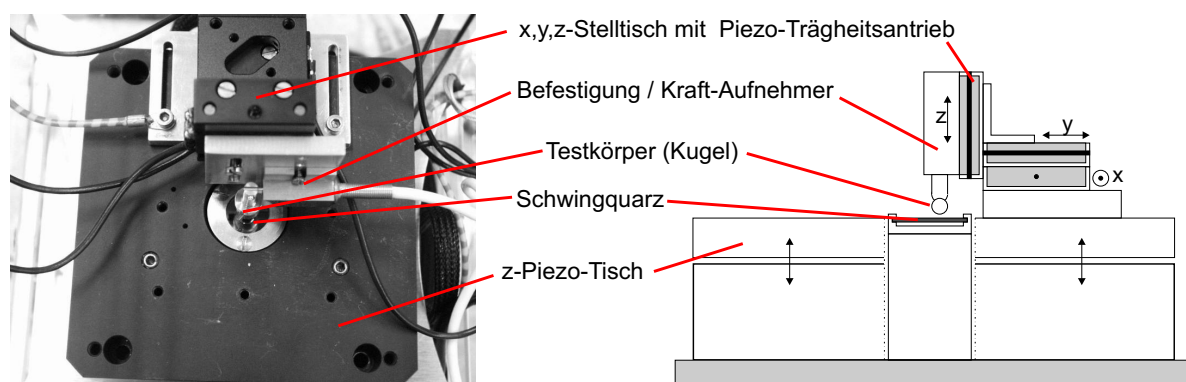 x,y,z-Stelltisch mit Piezo-Trägheitsantrieb
Befestigung / Kraft-Aufnehmer
Testkörper (Kugel)
Schwingquarz
z-Piezo-Tisch
z
y
x